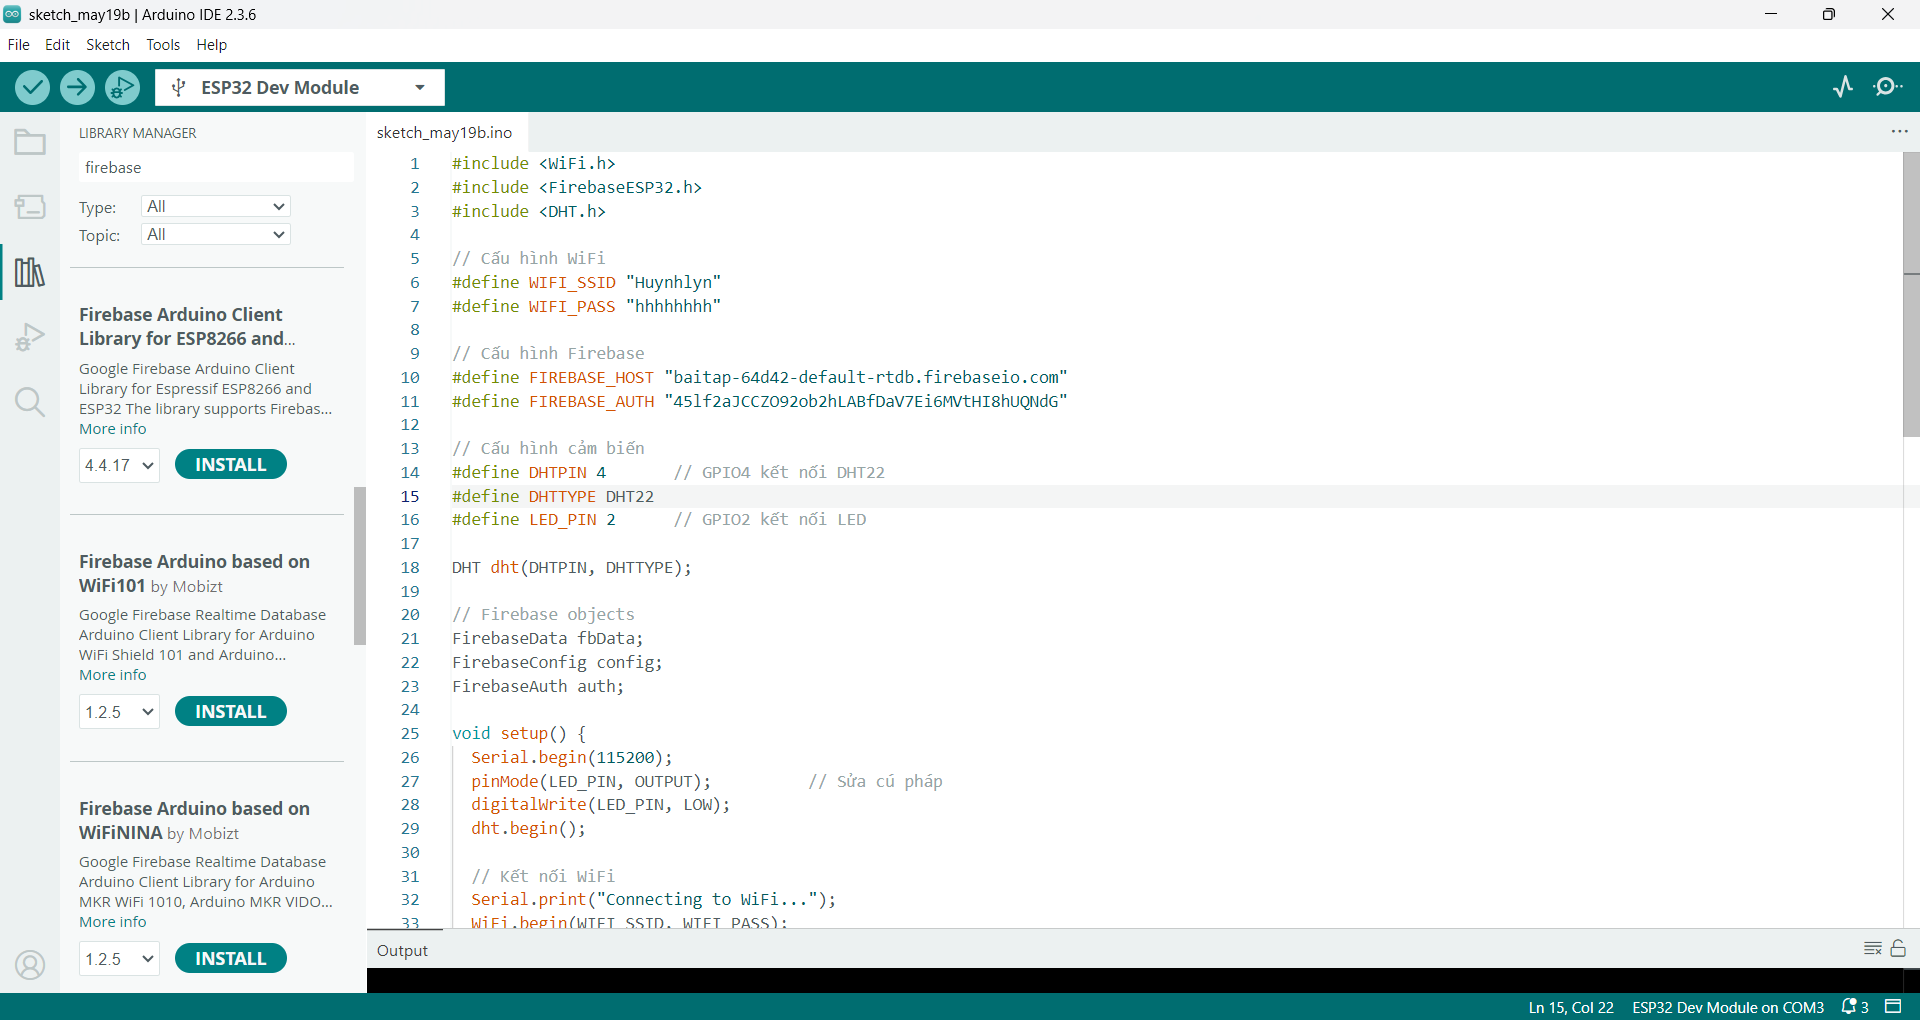 sketch_may19b | Arduino IDE 2.3.6
File Edit Sketch Tools Help
ESP32 Dev Module
LIBRARY MANAGER
firebase
Type: All
Topic: All
Firebase Arduino Client
Library for ESP8266 and...
Google Firebase Arduino Client
Library for Espressif ESP8266 and
ESP32 The library supports Firebas...
More info
4.4.17 INSTALL
Firebase Arduino based on
WiFi101 by Mobizt
Google Firebase Realtime Database
Arduino Client Library for Arduino
WiFi Shield 101 and Arduino...
More info
1.2.5 INSTALL
Firebase Arduino based on
WiFiNINA by Mobizt
Google Firebase Realtime Database
Arduino Client Library for Arduino
MKR WiFi 1010, Arduino MKR VIDO...
More info
1.2.5 INSTALL
sketch_may19b.ino
1 #include <WiFi.h>
2 #include <FirebaseESP32.h>
3 #include <DHT.h>
4
5 // Cấu hình WiFi
6 #define WIFI_SSID "Huynhlyn"
7 #define WIFI_PASS "hhhhhhhh"
8
9 // Cấu hình Firebase
10 #define FIREBASE_HOST "baitap-64d42-default-rtdb.firebaseio.com"
11 #define FIREBASE_AUTH "45lf2aJCCZO92ob2hLABfDaV7Ei6MVtHI8hUQNdG"
12
13 // Cấu hình cảm biến
14 #define DHTPIN 4 // GPIO4 kết nối DHT22
15 #define DHTTYPE DHT22
16 #define LED_PIN 2 // GPIO2 kết nối LED
17
18 DHT dht(DHTPIN, DHTTYPE);
19
20 // Firebase objects
21 FirebaseData fbData;
22 FirebaseConfig config;
23 FirebaseAuth auth;
24
25 void setup() {
26 Serial.begin(115200);
27 pinMode(LED_PIN, OUTPUT); // Sửa cú pháp
28 digitalWrite(LED_PIN, LOW);
29 dht.begin();
30
31 // Kết nối WiFi
32 Serial.print("Connecting to WiFi...");
33 WiFi.begin(WIFI_SSID, WIFI_PASS);
Output
Ln 15, Col 22 ESP32 Dev Module on COM3 3